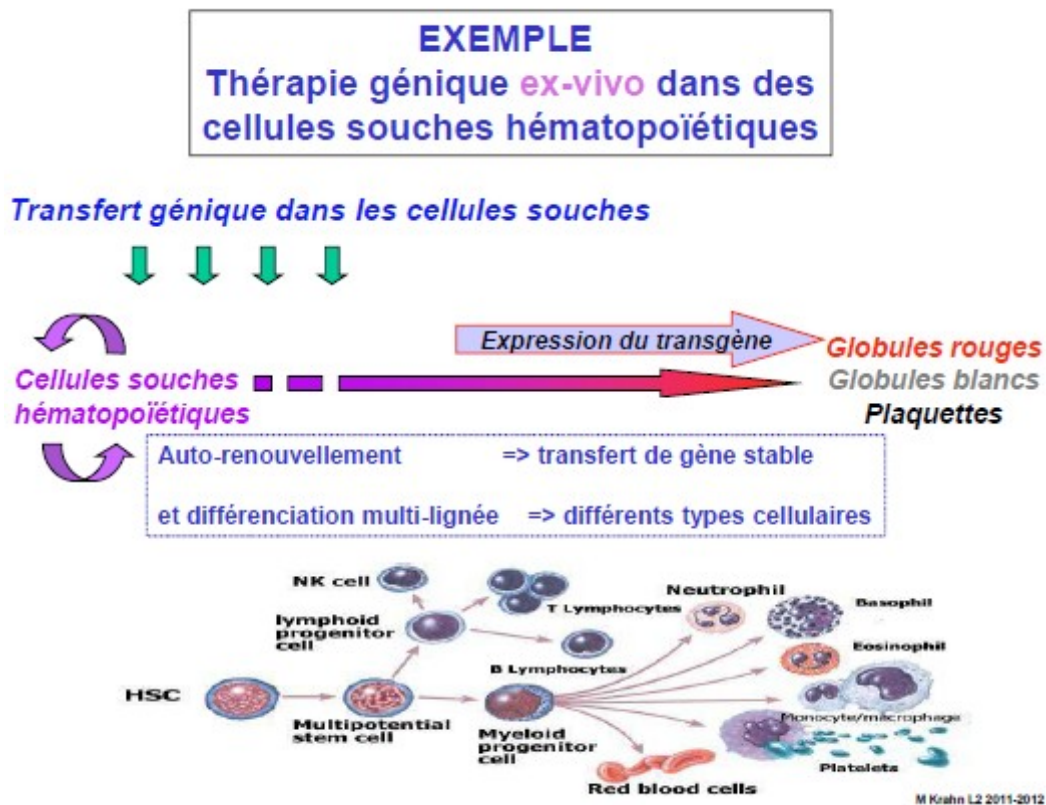 EXEMPLE
Thérapie génique ex-vivo dans des
cellules souches hématopoïétiques
Transfert génique dans les cellules souches
Expression du transgène
Globules rouges
Cellules souches
hématopoïétiques
Globules blancs
Plaquettes
Auto-renouvellement => transfert de gène stable
et différenciation multi-lignée => différents types cellulaires
NK cell
T Lymphocytes
Neutrophil
Basophil
lymphoid
progenitor
cell
B Lymphocytes
Eosinophil
HSC
Multipotential
stem cell
Myeloid
progenitor
cell
Monocyte/macrophage
Platelets
Red blood cells
M Krahn L2 2011-2012